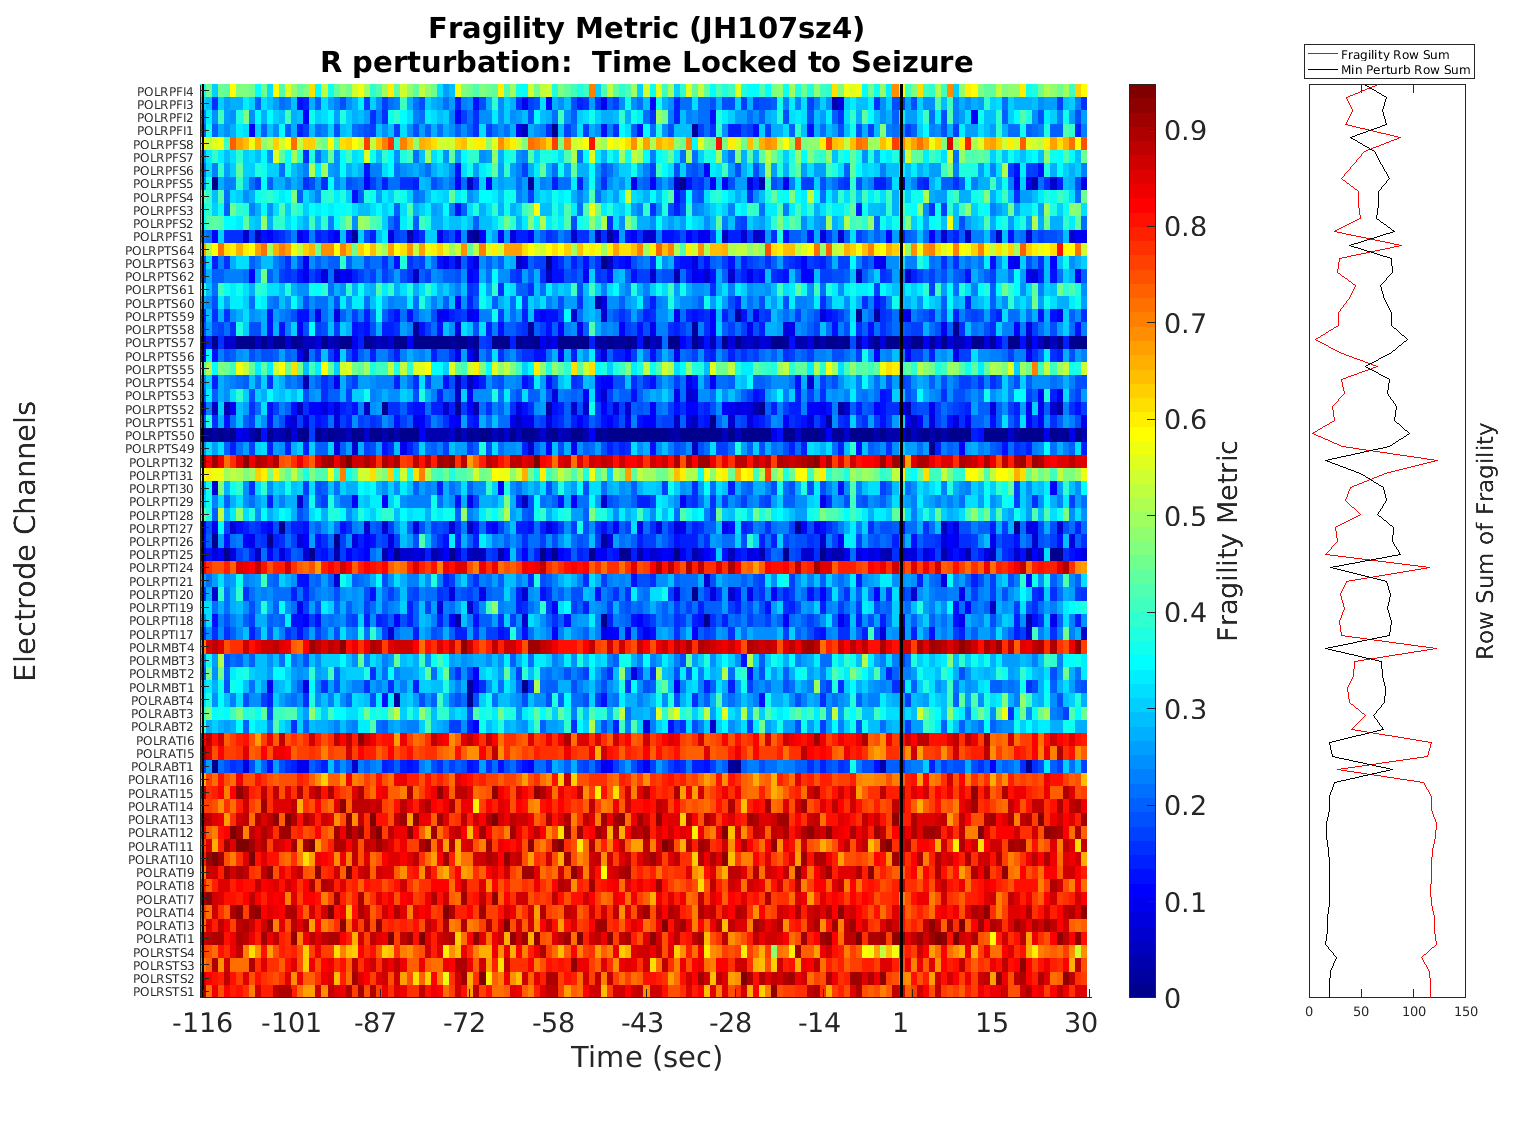 Fragility Metric (JH107sz4)
R perturbation:  Time Locked to Seizure
Electrode Channels
POLRPFI4
POLRPFI3
POLRPFI2
POLRPFI1
POLRPFS8
POLRPFS7
POLRPFS6
POLRPFS5
POLRPFS4
POLRPFS3
POLRPFS2
POLRPFS1
POLRPTS64
POLRPTS63
POLRPTS62
POLRPTS61
POLRPTS60
POLRPTS59
POLRPTS58
POLRPTS57
POLRPTS56
POLRPTS55
POLRPTS54
POLRPTS53
POLRPTS52
POLRPTS51
POLRPTS50
POLRPTS49
POLRPTI32
POLRPTI31
POLRPTI30
POLRPTI29
POLRPTI28
POLRPTI27
POLRPTI26
POLRPTI25
POLRPTI24
POLRPTI21
POLRPTI20
POLRPTI19
POLRPTI18
POLRPTI17
POLRMBT4
POLRMBT3
POLRMBT2
POLRMBT1
POLRABT4
POLRABT3
POLRABT2
POLRATI6
POLRATI5
POLRABT1
POLRATI16
POLRATI15
POLRATI14
POLRATI13
POLRATI12
POLRATI11
POLRATI10
POLRATI9
POLRATI8
POLRATI7
POLRATI4
POLRATI3
POLRATI1
POLRSTS4
POLRSTS3
POLRSTS2
POLRSTS1
-116 -101 -87 -72 -58 -43 -28 -14 1 15 30
Time (sec)
0.9
0.8
0.7
0.6
0.5
0.4
0.3
0.2
0.1
0
Fragility Metric
Fragility Row Sum
Min Perturb Row Sum
0 50 100 150
Row Sum of Fragility